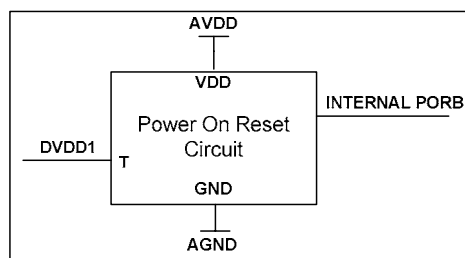 AVDD
VDD
INTERNAL PORB
Power On Reset
Circuit
DVDD1
T
GND
AGND